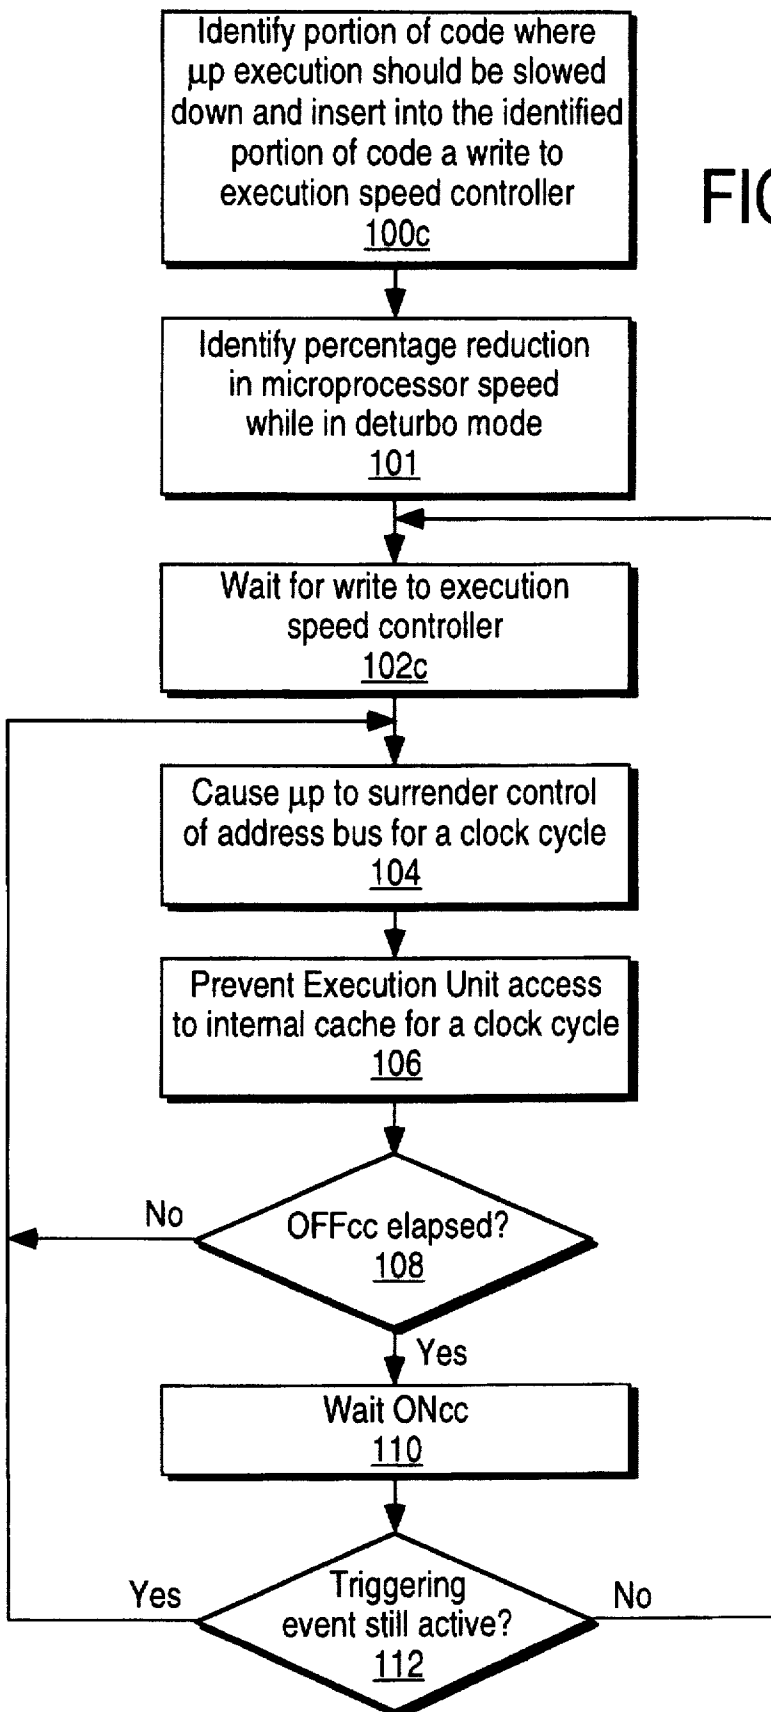 Identify portion of code where
μp execution should be slowed
down and insert into the identified
portion of code a write to
execution speed controller
100c
FIG
Identify percentage reduction
in microprocessor speed
while in deturbo mode
101
Wait for write to execution
speed controller
102c
Cause μp to surrender control
of address bus for a clock cycle
104
Prevent Execution Unit access
to internal cache for a clock cycle
106
No
OFFcc elapsed?
108
Yes
Wait ONcc
110
Yes
Triggering
event still active?
112
No